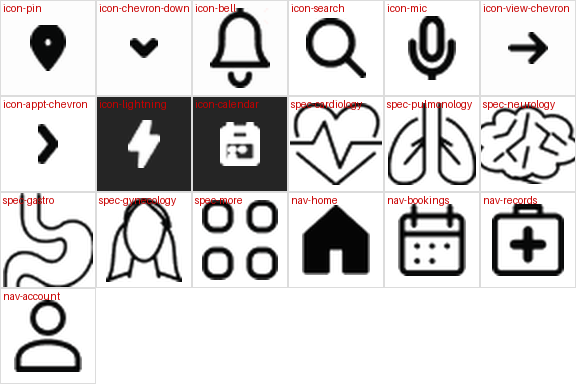 icon-pin
icon-chevron-down
icon-bell
icon-search
icon-mic
icon-view-chevron
icon-appt-chevron
icon-lightning
icon-calendar
spec-cardiology
spec-pulmonology
spec-neurology
spec-gastro
spec-gynecology
spec-more
nav-home
nav-bookings
nav-records
nav-account